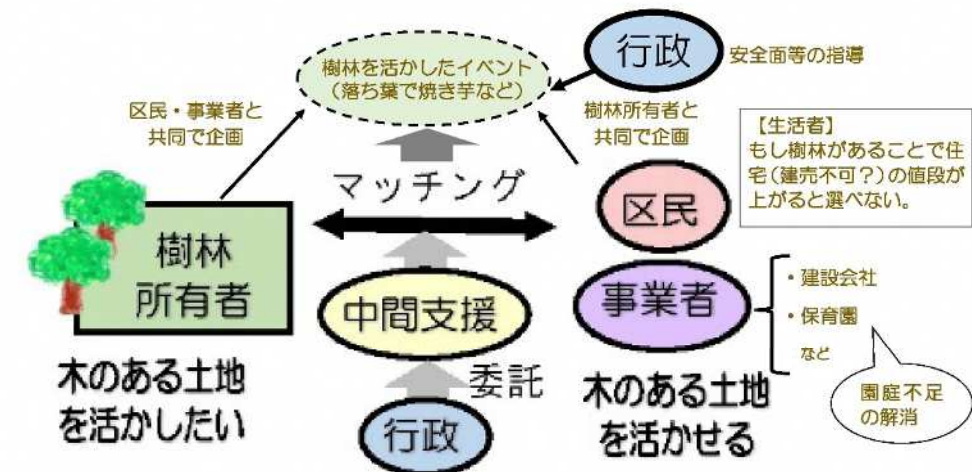 行政
安全面等の指導
樹林を活かしたイベント
(落ち葉で焼き芋など)
区民・事業者と
共同で企画
樹林所有者と
共同で企画
【生活者】
もし樹林があることで住
宅(建売不可?)の値段が
上がると選べない。
マッチング
樹林
所有者
区民
中間支援
事業者
・建設会社
・保育園
など
木のある土地
を活かしたい
委託
行政
木のある土地
を活かせる
園庭不足
の解消